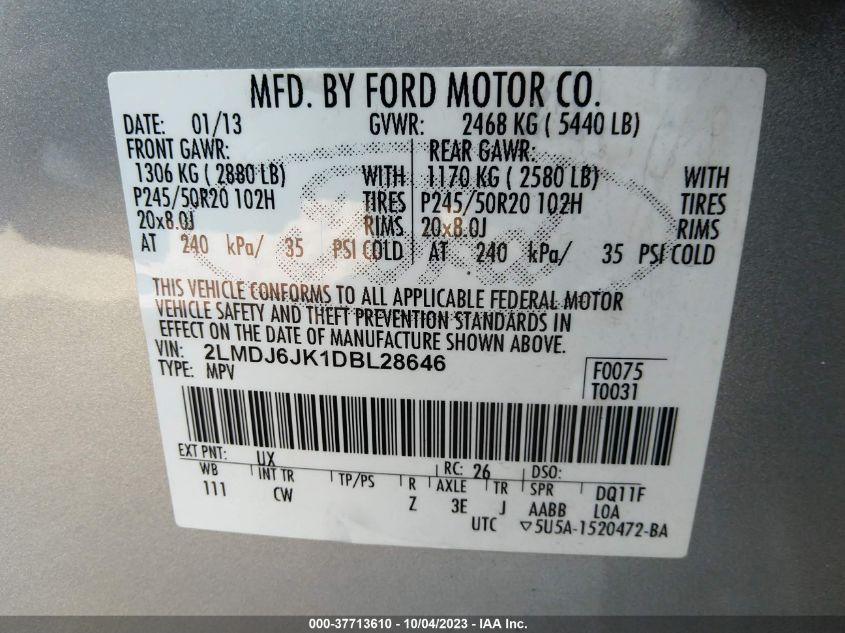 MFD. BY FORD MOTOR CO.
DATE: 01/13 GVWR: 2468 KG ( 5440 LB)
FRONT GAWR: REAR GAWR:
1306 KG ( 2880 LB) WITH 1170 KG ( 2580 LB) WITH
P245/50R20 102H TIRES P245/50R20 102H TIRES
20x8.0J RIMS 20x8.0J RIMS
AT 240 kPa/ 35 PSI COLD AT 240 kPa/ 35 PSI COLD
THIS VEHICLE CONFORMS TO ALL APPLICABLE FEDERAL MOTOR
VEHICLE SAFETY AND THEFT PREVENTION STANDARDS IN
EFFECT ON THE DATE OF MANUFACTURE SHOWN ABOVE.
VIN: 2LMDJ6JK1DBL28646
TYPE: MPV
F0075
T0031
EXT PNT: UX RC: 26 DSO:
WB INT TR TP/PS R AXLE TR SPR DQ11F
111 CW Z 3E J AABB LOA
UTC ▽5U5A-1520472-BA
000-37713610 - 10/04/2023 - IAA Inc.